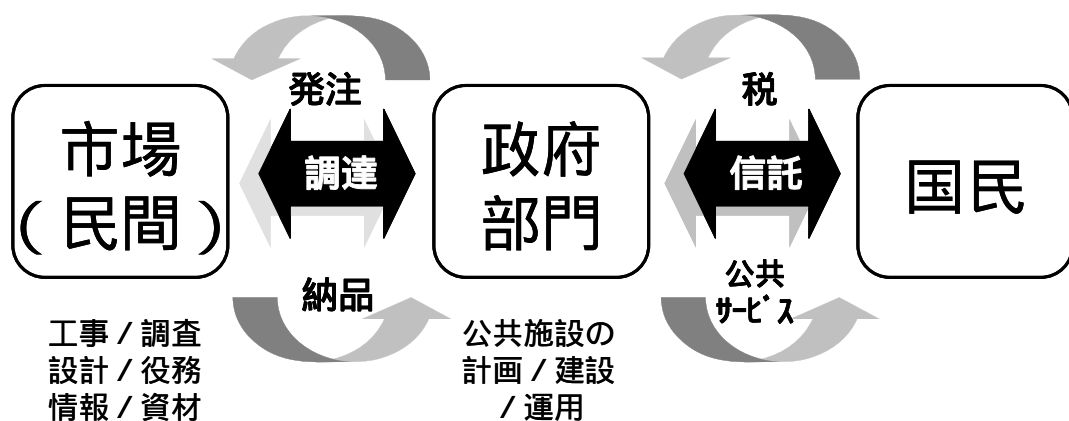 発注
税
市場
(民間)
調達
政府
部門
信託
国民
納品
公共
ｻｰﾋﾞｽ
工事 / 調査
設計 / 役務
情報 / 資材
公共施設の
計画 / 建設
/ 運用